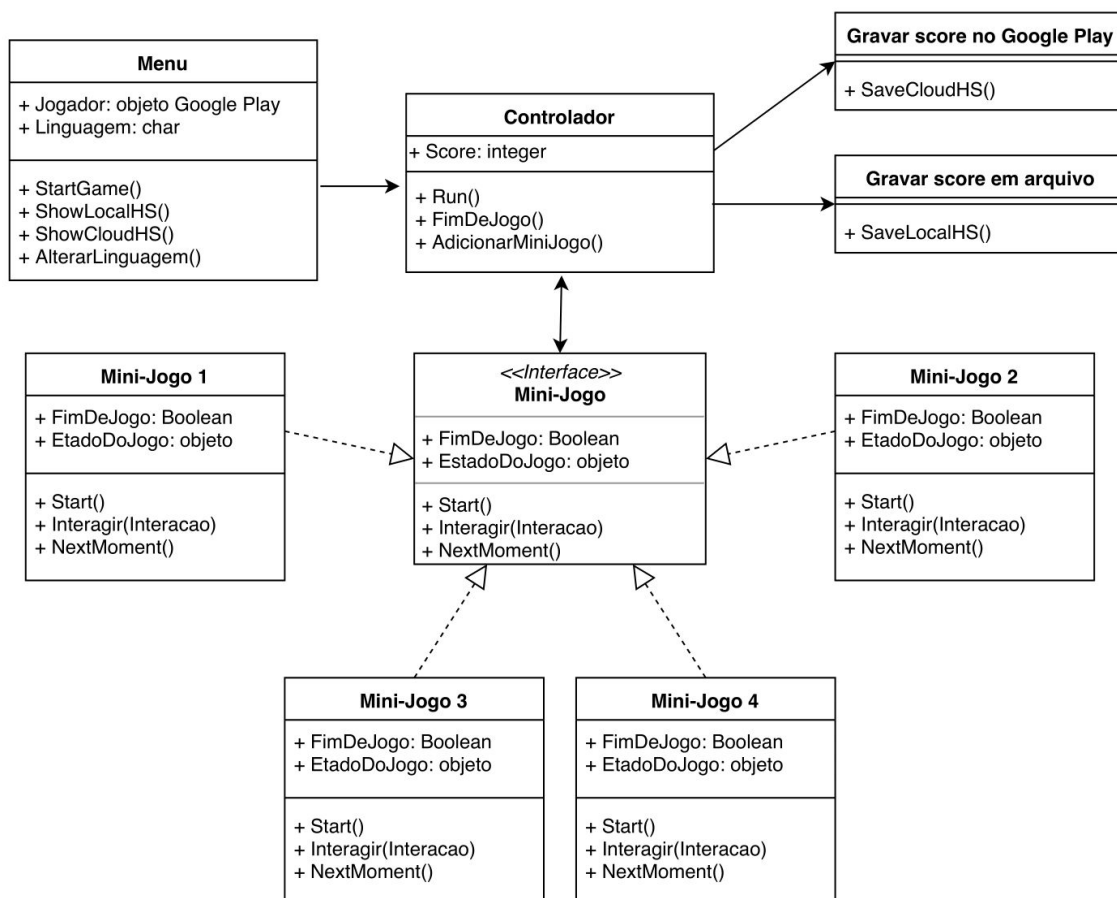 Menu
+ Jogador: objeto Google Play
+ Linguagem: char
+ StartGame()
+ ShowLocalHS()
+ ShowCloudHS()
+ AlterarLinguagem()
Controlador
+ Score: integer
+ Run()
+ FimDeJogo()
+ AdicionarMiniJogo()
Gravar score no Google Play
+ SaveCloudHS()
Gravar score em arquivo
+ SaveLocalHS()
Mini-Jogo 1
+ FimDeJogo: Boolean
+ EtadoDoJogo: objeto
+ Start()
+ Interagir(Interacao)
+ NextMoment()
<<Interface>>
Mini-Jogo
+ FimDeJogo: Boolean
+ EstadoDoJogo: objeto
+ Start()
+ Interagir(Interacao)
+ NextMoment()
Mini-Jogo 2
+ FimDeJogo: Boolean
+ EtadoDoJogo: objeto
+ Start()
+ Interagir(Interacao)
+ NextMoment()
Mini-Jogo 3
+ FimDeJogo: Boolean
+ EtadoDoJogo: objeto
+ Start()
+ Interagir(Interacao)
+ NextMoment()
Mini-Jogo 4
+ FimDeJogo: Boolean
+ EtadoDoJogo: objeto
+ Start()
+ Interagir(Interacao)
+ NextMoment()